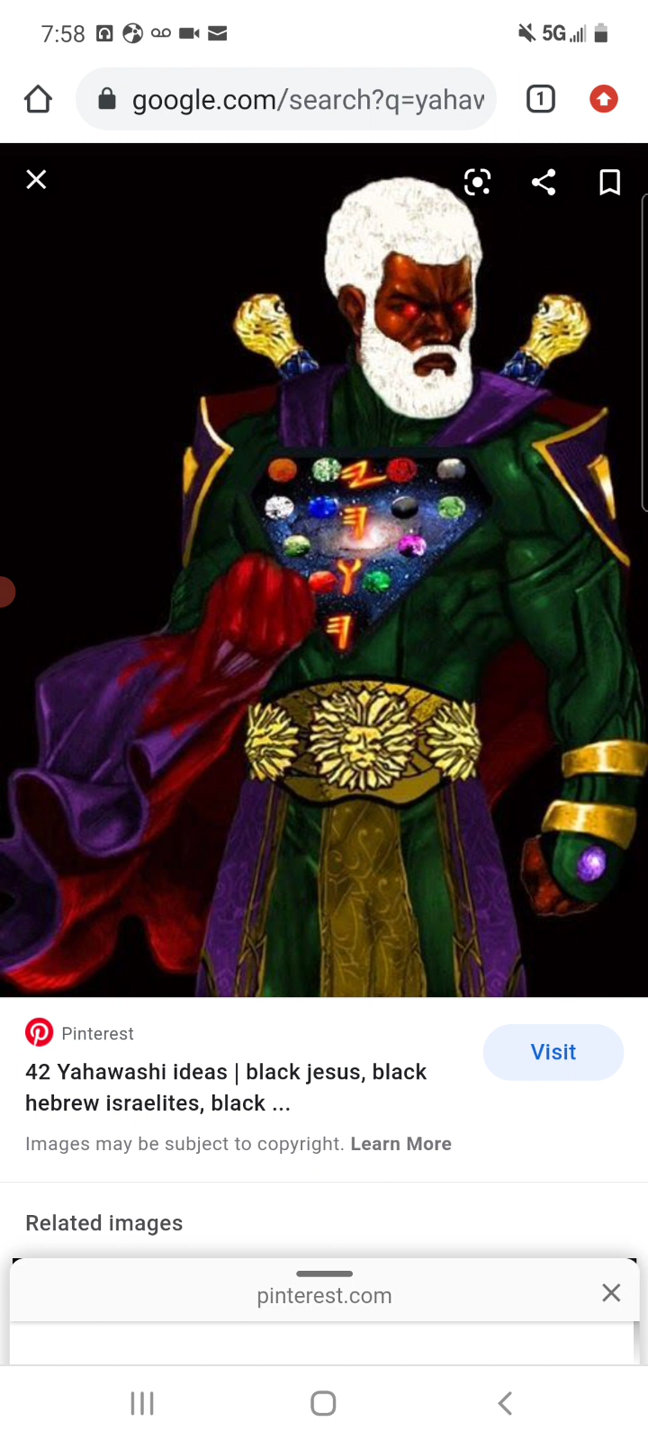 7:58
5G
google.com/search?q=yahaw
1
𐤉
𐤄
𐤅
𐤄
Pinterest
Visit
42 Yahawashi ideas | black jesus, black
hebrew israelites, black ...
Images may be subject to copyright. Learn More
Related images
pinterest.com